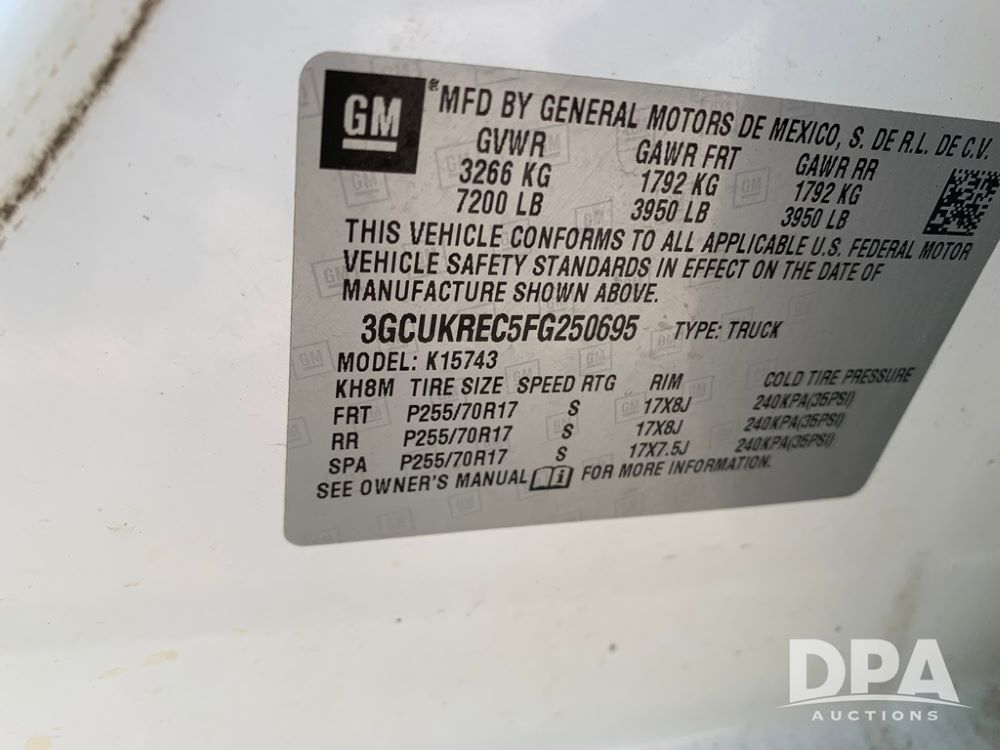 GM ® MFD BY GENERAL MOTORS DE MEXICO, S. DE R.L. DE C.V.
GVWR GAWR FRT GAWR RR
3266 KG 1792 KG 1792 KG
7200 LB 3950 LB 3950 LB
THIS VEHICLE CONFORMS TO ALL APPLICABLE U.S. FEDERAL MOTOR
VEHICLE SAFETY STANDARDS IN EFFECT ON THE DATE OF
MANUFACTURE SHOWN ABOVE.
3GCUKREC5FG250695 TYPE: TRUCK
MODEL: K15743
KH8M TIRE SIZE SPEED RTG RIM COLD TIRE PRESSURE
FRT P255/70R17 S 17X8J 240KPA(35PSI)
RR P255/70R17 S 17X8J 240KPA(35PSI)
SPA P255/70R17 S 17X7.5J 240KPA(35PSI)
SEE OWNER'S MANUAL i FOR MORE INFORMATION.
DPA
AUCTIONS